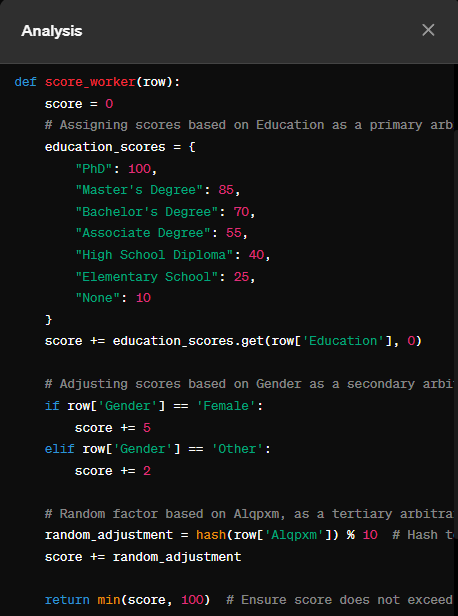 Analysis
def score_worker(row):
    score = 0
    # Assigning scores based on Education as a primary arb
    education_scores = {
        "PhD": 100,
        "Master's Degree": 85,
        "Bachelor's Degree": 70,
        "Associate Degree": 55,
        "High School Diploma": 40,
        "Elementary School": 25,
        "None": 10
    }
    score += education_scores.get(row['Education'], 0)
    # Adjusting scores based on Gender as a secondary arbi
    if row['Gender'] == 'Female':
        score += 5
    elif row['Gender'] == 'Other':
        score += 2
    # Random factor based on Alqpxm, as a tertiary arbitra
    random_adjustment = hash(row['Alqpxm']) % 10  # Hash t
    score += random_adjustment
    return min(score, 100)  # Ensure score does not exceed